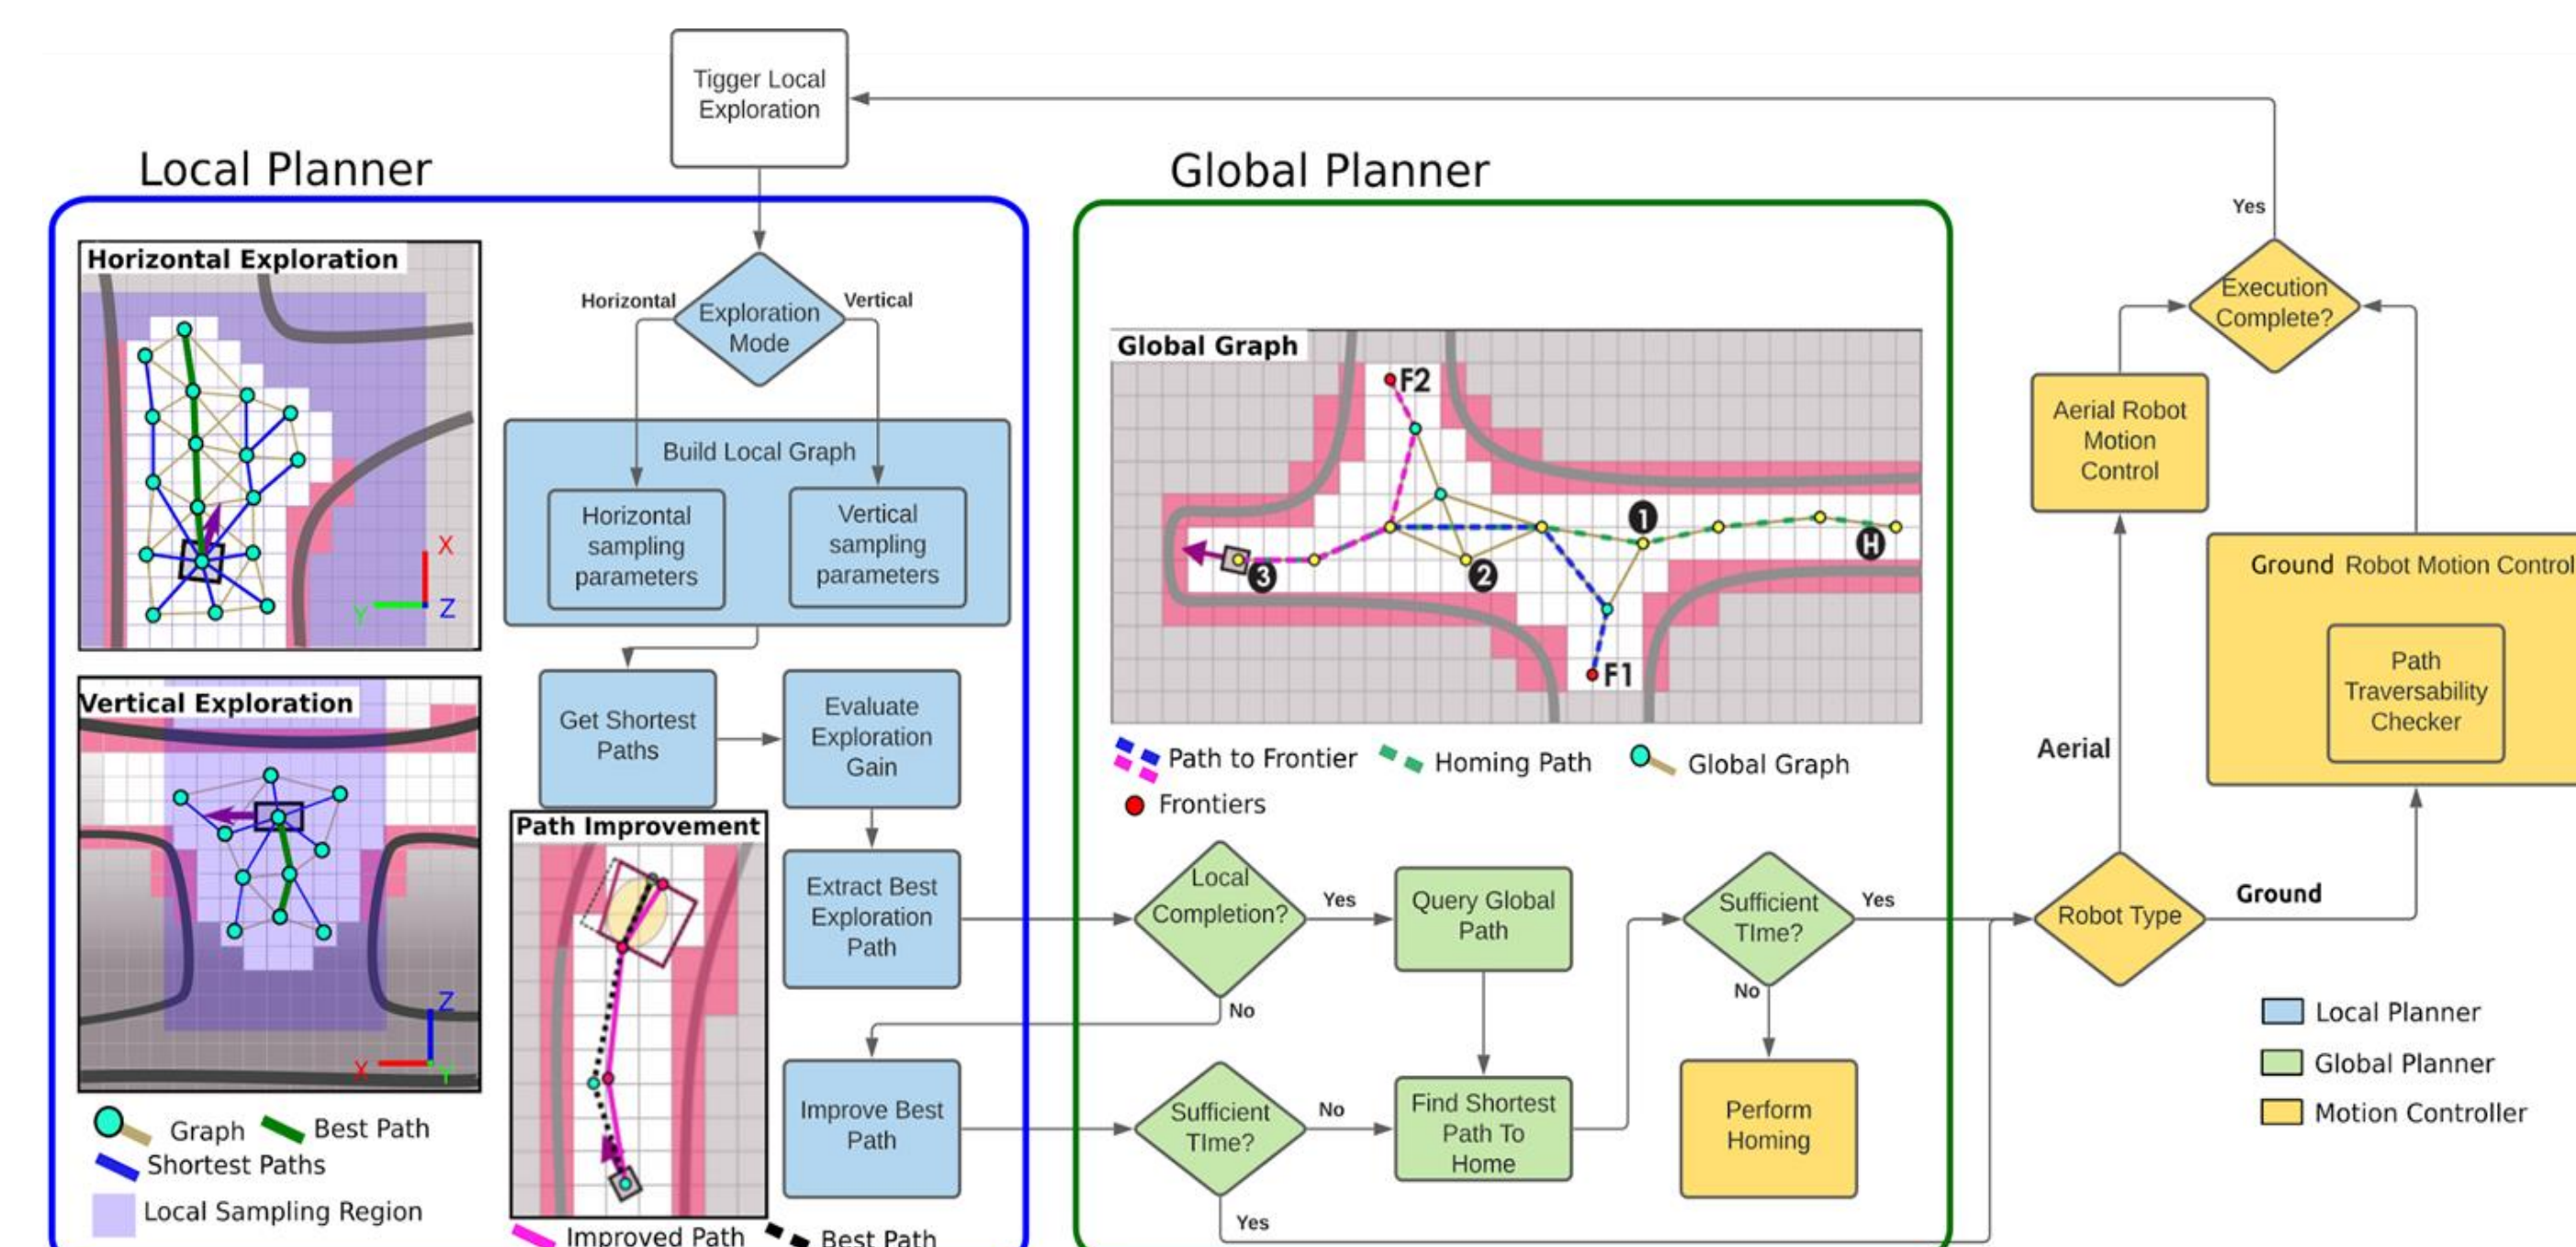 Tigger Local
Exploration
Local Planner
Global Planner
Yes
Horizontal Exploration
X
Y
Z
Horizontal
Vertical
Exploration
Mode
Build Local Graph
Horizontal
sampling
parameters
Vertical
sampling
parameters
Get Shortest
Paths
Evaluate
Exploration
Gain
Extract Best
Exploration
Path
Improve Best
Path
Vertical Exploration
Z
X
Y
Graph
Best Path
Shortest Paths
Local Sampling Region
Path Improvement
Improved Path
Best Path
Global Graph
F2
1
H
3
2
F1
Path to Frontier
Homing Path
Global Graph
Frontiers
Local
Completion?
Yes
No
Query Global
Path
Sufficient
TIme?
Yes
No
Sufficient
TIme?
No
Yes
Find Shortest
Path To
Home
Perform
Homing
Execution
Complete?
Aerial Robot
Motion
Control
Ground Robot Motion Control
Path
Traversability
Checker
Aerial
Ground
Robot Type
Local Planner
Global Planner
Motion Controller